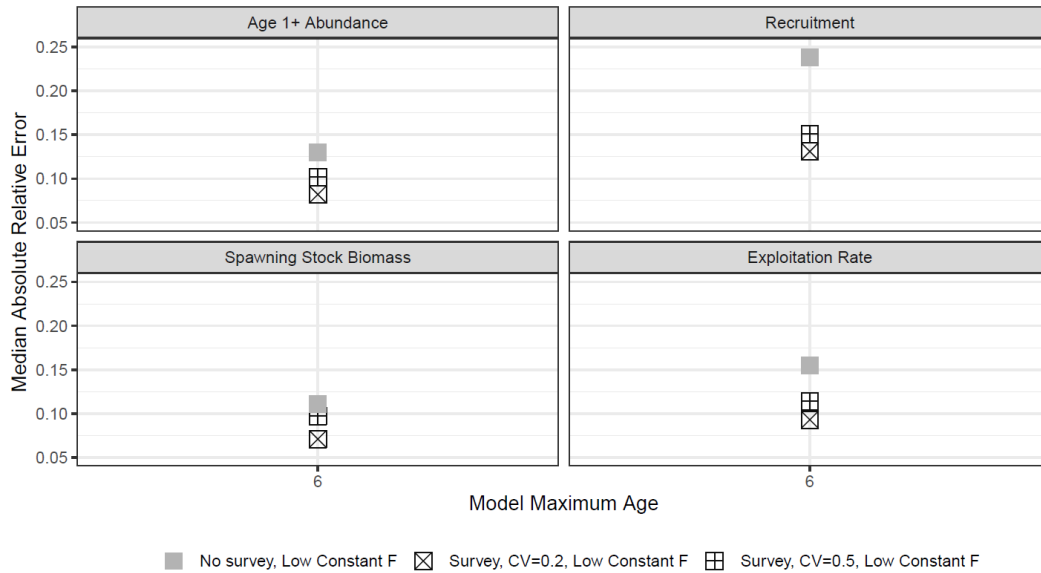 Age 1+ Abundance
Recruitment
0.25
0.20
0.15
0.10
0.05
Spawning Stock Biomass
Exploitation Rate
0.25
0.20
0.15
0.10
0.05
Median Absolute Relative Error
6
6
Model Maximum Age
No survey, Low Constant F
Survey, CV=0.2, Low Constant F
Survey, CV=0.5, Low Constant F